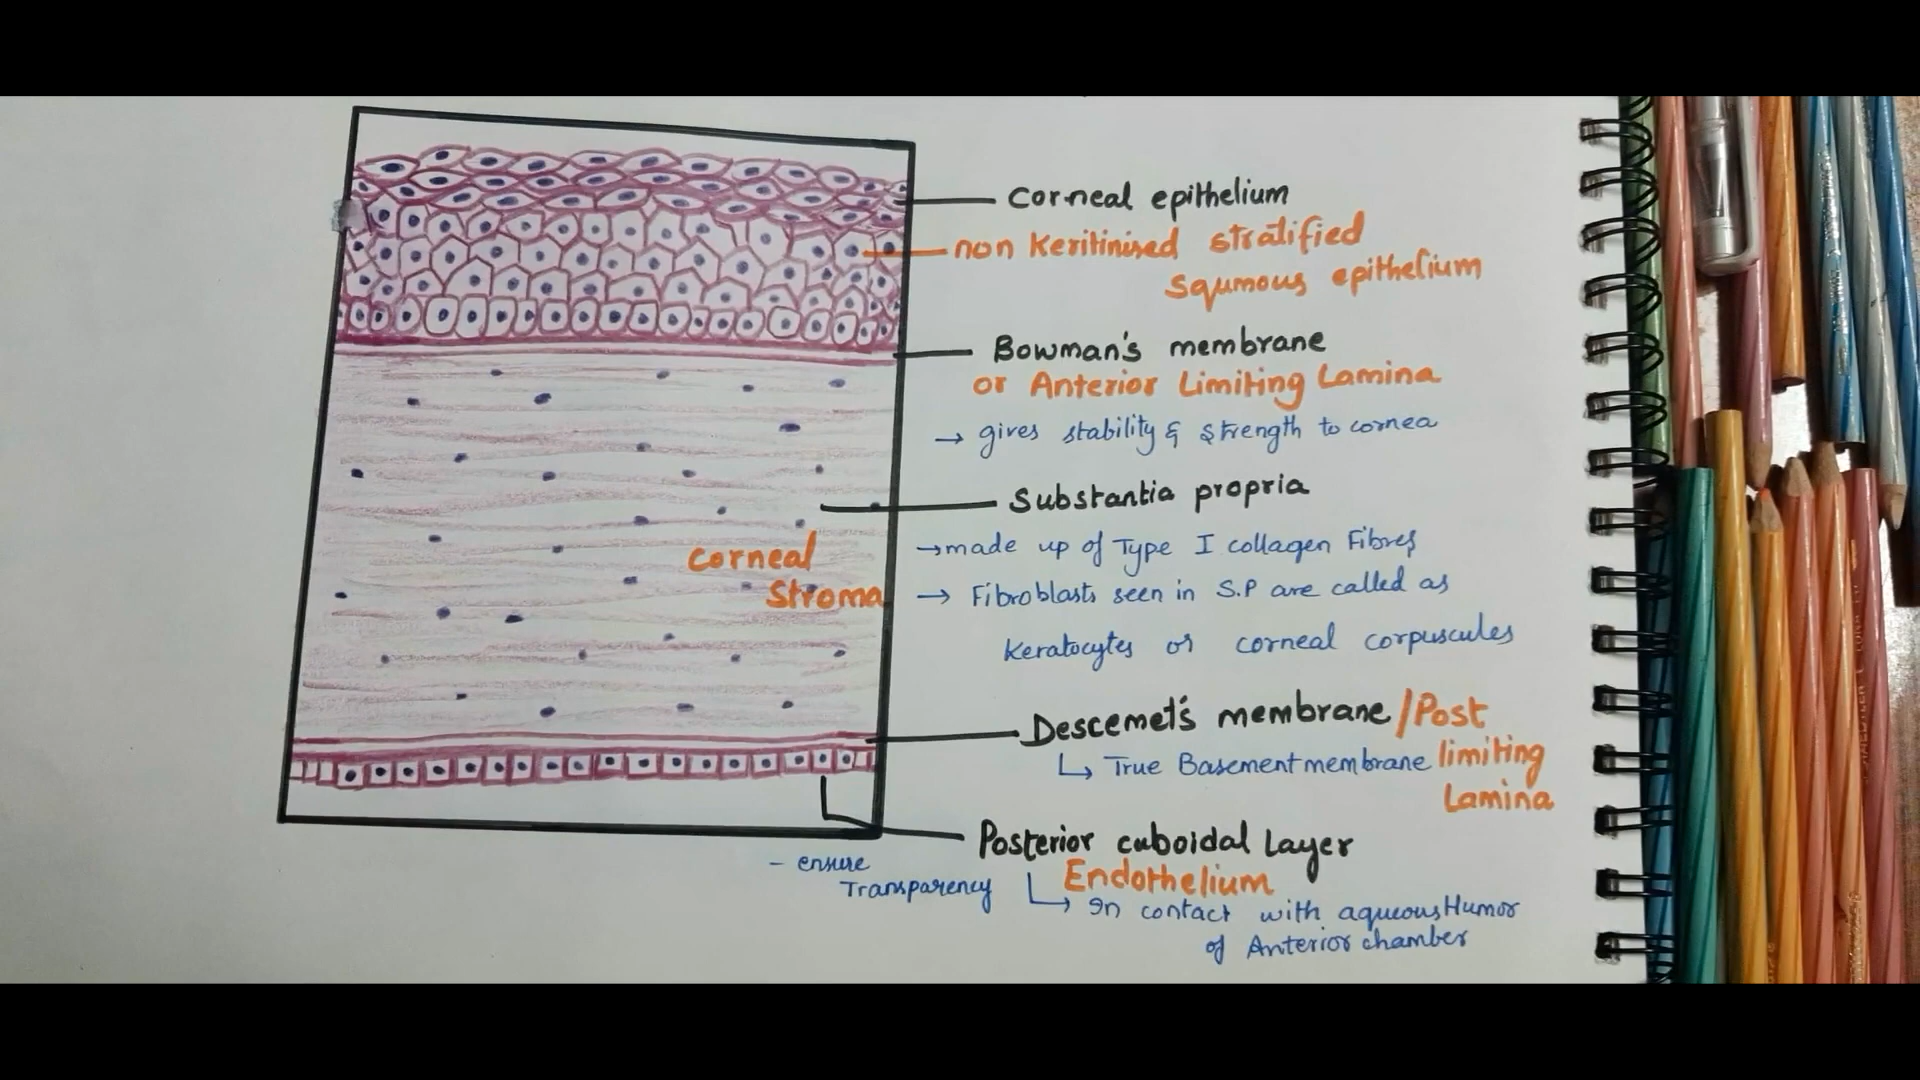 Corneal epithelium
non Keritinised stratified
squmous epithelium
Bowman's membrane
or Anterior Limiting Lamina
→ gives stability & strength to cornea
Substantia propria
→ made up of Type I collagen Fibres
corneal
stroma
→ Fibroblasts seen in S.P are called as
Keratocytes or corneal corpuscules
Descemet's membrane/Post
limiting
Lamina
↳ True Basement membrane
Posterior cuboidal Layer
Endothelium
- ensure
Transparency
↳ In contact with aqueous Humor
of Anterior chamber